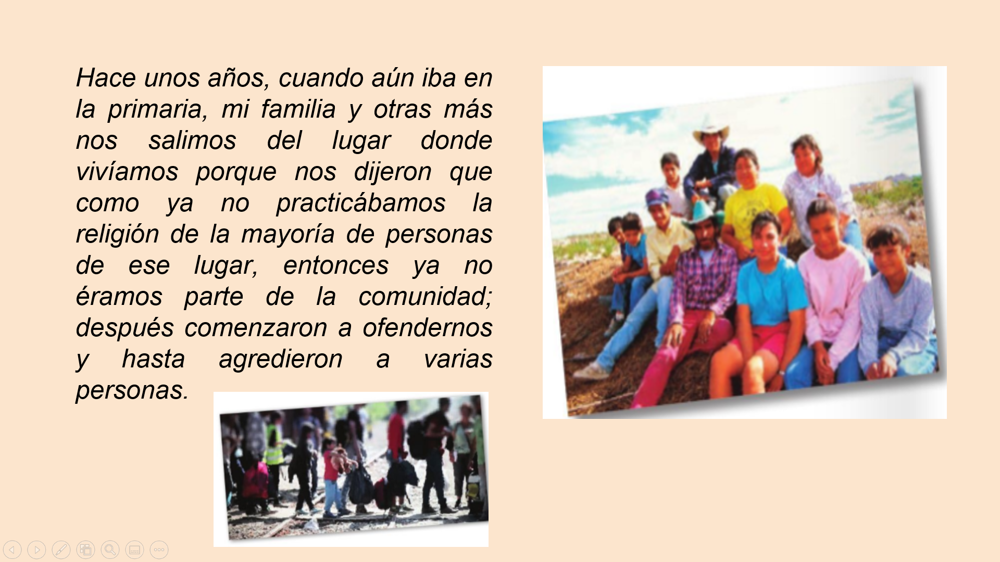 Hace unos años, cuando aún iba en
la primaria, mi familia y otras más
nos salimos del lugar donde
vivíamos porque nos dijeron que
como ya no practicábamos la
religión de la mayoría de personas
de ese lugar, entonces ya no
éramos parte de la comunidad;
después comenzaron a ofendernos
y hasta agredieron a varias
personas.